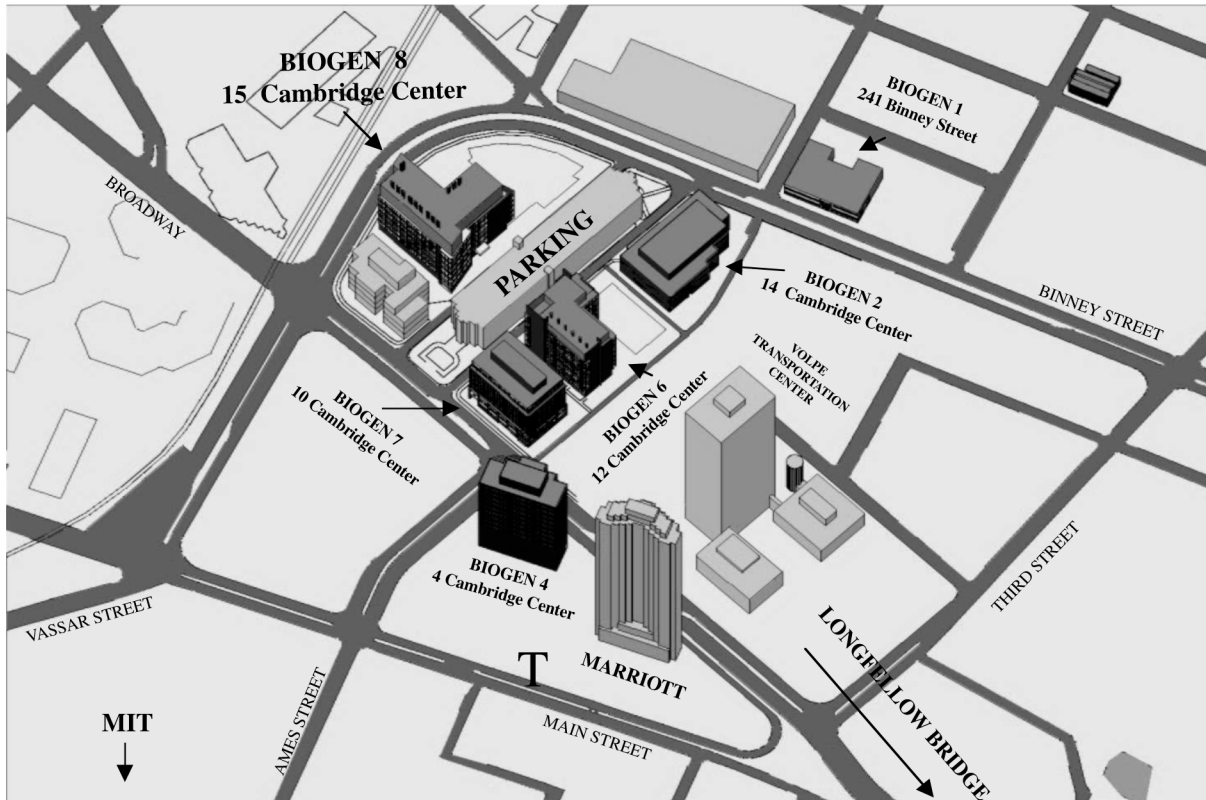 BIOGEN 8
15 Cambridge Center
BIOGEN 1
241 Binney Street
BROADWAY
PARKING
BIOGEN 2
14 Cambridge Center
BINNEY STREET
VOLPE
TRANSPORTATION
CENTER
BIOGEN 7
10 Cambridge Center
BIOGEN 6
12 Cambridge Center
BIOGEN 4
4 Cambridge Center
THIRD STREET
VASSAR STREET
T
MARRIOTT
LONGFELLOW BRIDGE
MIT
AMES STREET
MAIN STREET